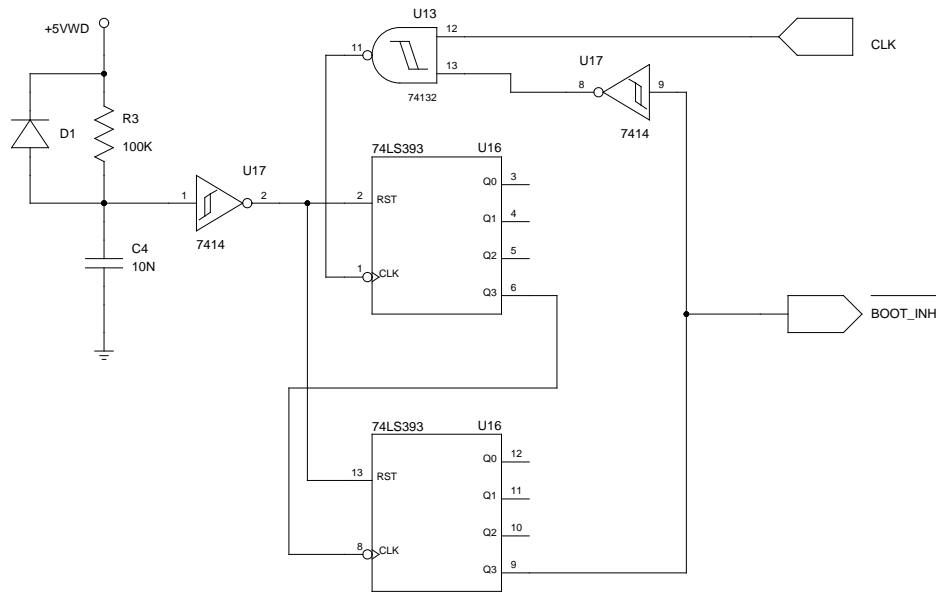 +5VWD
U13
11
12
13
74132
CLK
U17
8
9
7414
D1
R3
100K
C4
10N
U17
1
2
7414
74LS393
U16
2
RST
1
CLK
Q0
3
Q1
4
Q2
5
Q3
6
BOOT_INH
74LS393
U16
13
RST
8
CLK
Q0
12
Q1
11
Q2
10
Q3
9